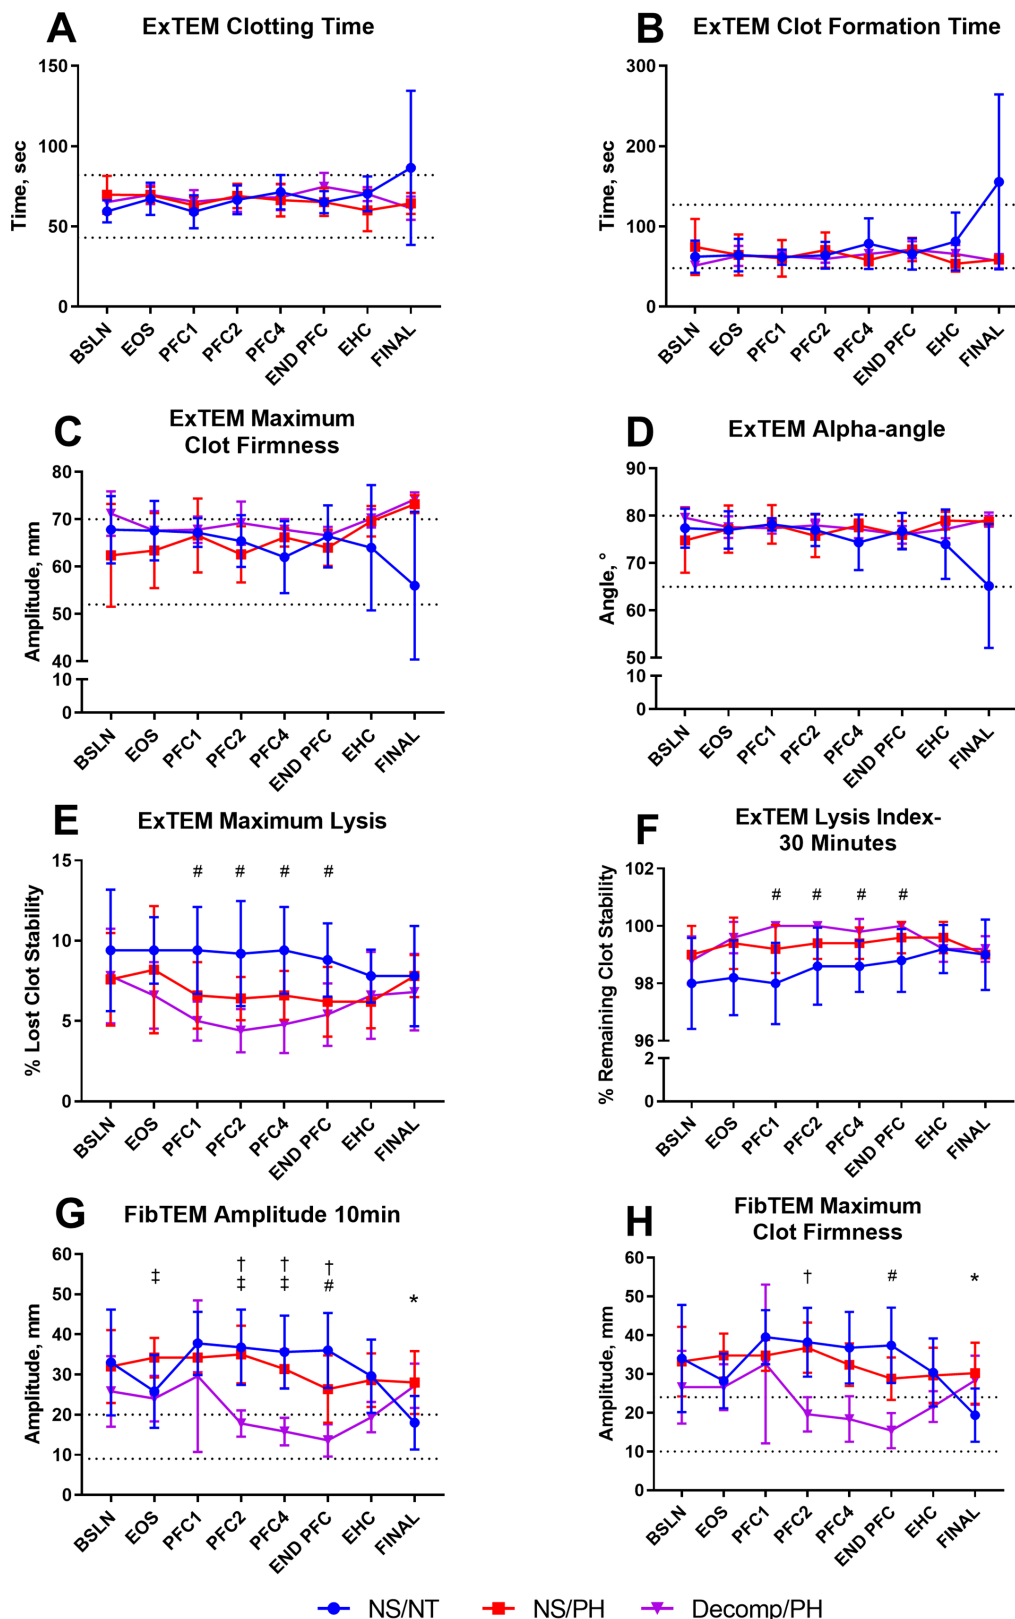 A
ExTEM Clotting Time
Time, sec
150
100
50
0
BSLN
EOS
PFC1
PFC2
PFC4
END PFC
EHC
FINAL
B
ExTEM Clot Formation Time
Time, sec
300
200
100
0
BSLN
EOS
PFC1
PFC2
PFC4
END PFC
EHC
FINAL
C
ExTEM Maximum
Clot Firmness
Amplitude, mm
80
70
60
50
40
10
0
BSLN
EOS
PFC1
PFC2
PFC4
END PFC
EHC
FINAL
D
ExTEM Alpha-angle
Angle, °
90
80
70
60
50
10
0
BSLN
EOS
PFC1
PFC2
PFC4
END PFC
EHC
FINAL
E
ExTEM Maximum Lysis
% Lost Clot Stability
15
10
5
0
# # # #
BSLN
EOS
PFC1
PFC2
PFC4
END PFC
EHC
FINAL
F
ExTEM Lysis Index-
30 Minutes
% Remaining Clot Stability
102
100
98
96
2
0
# # # #
BSLN
EOS
PFC1
PFC2
PFC4
END PFC
EHC
FINAL
G
FibTEM Amplitude 10min
Amplitude, mm
60
50
40
30
20
10
0
† † †
‡ ‡ ‡ # *
BSLN
EOS
PFC1
PFC2
PFC4
END PFC
EHC
FINAL
H
FibTEM Maximum
Clot Firmness
Amplitude, mm
60
50
40
30
20
10
0
† # *
BSLN
EOS
PFC1
PFC2
PFC4
END PFC
EHC
FINAL
NS/NT NS/PH Decomp/PH